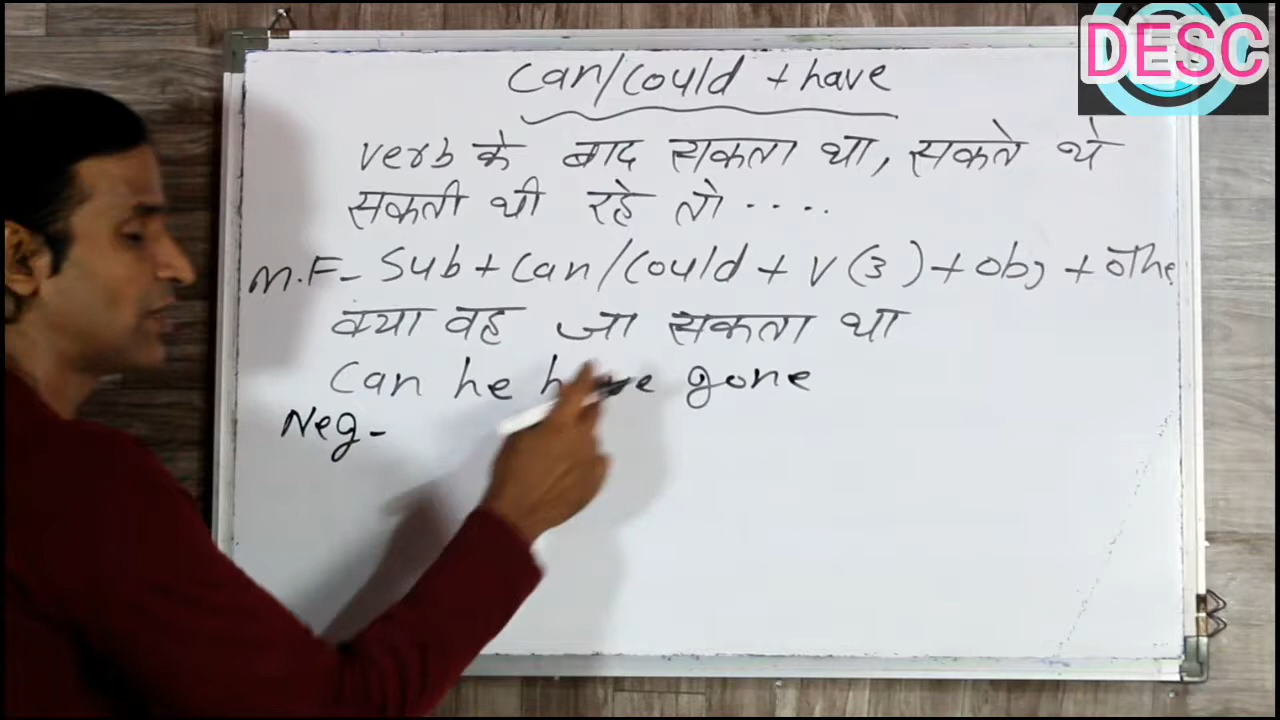 DESC
Can/Could + have
verb के बाद सकता था, सकते थे
सकती थी रहे तो .....
M.F- Sub + Can/Could + V(3) + obj + othe
क्या वह जा सकता था
Can he gone
Neg-